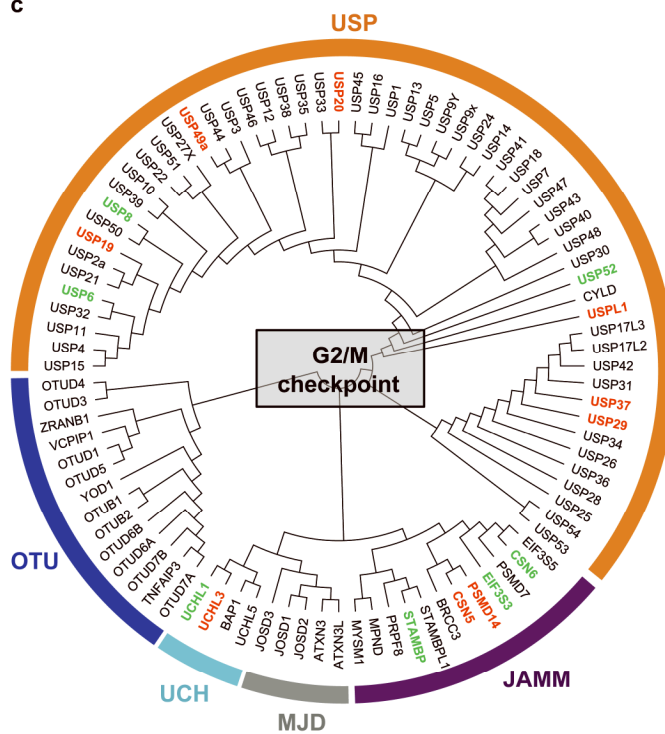 c
USP
USP15
USP4
USP11
USP32
USP6
USP21
USP2a
USP19
USP50
USP8
USP39
USP10
USP22
USP51
USP27X
USP49a
USP44
USP3
USP46
USP12
USP38
USP35
USP33
USP20
USP45
USP16
USP1
USP13
USP5
USP9Y
USP9x
USP24
USP14
USP41
USP18
USP7
USP47
USP43
USP40
USP48
USP30
USP52
CYLD
USPL1
USP17L3
USP17L2
USP42
USP31
USP37
USP29
USP34
USP26
USP36
USP28
USP25
USP54
USP53
EIF3S5
CSN6
PSMD7
EIF3S3
PSMD14
CSN5
BRCC3
STAMBPL1
STAMBP
PRPF8
MPND
MYSM1
ATXN3L
ATXN3
JOSD2
JOSD1
JOSD3
UCHL5
BAP1
UCHL3
UCHL1
OTUD7A
TNFAIP3
OTUD7B
OTUD6A
OTUD6B
OTUB2
OTUB1
YOD1
OTUD5
OTUD1
VCPIP1
ZRANB1
OTUD3
OTUD4
G2/M
checkpoint
OTU
UCH
MJD
JAMM